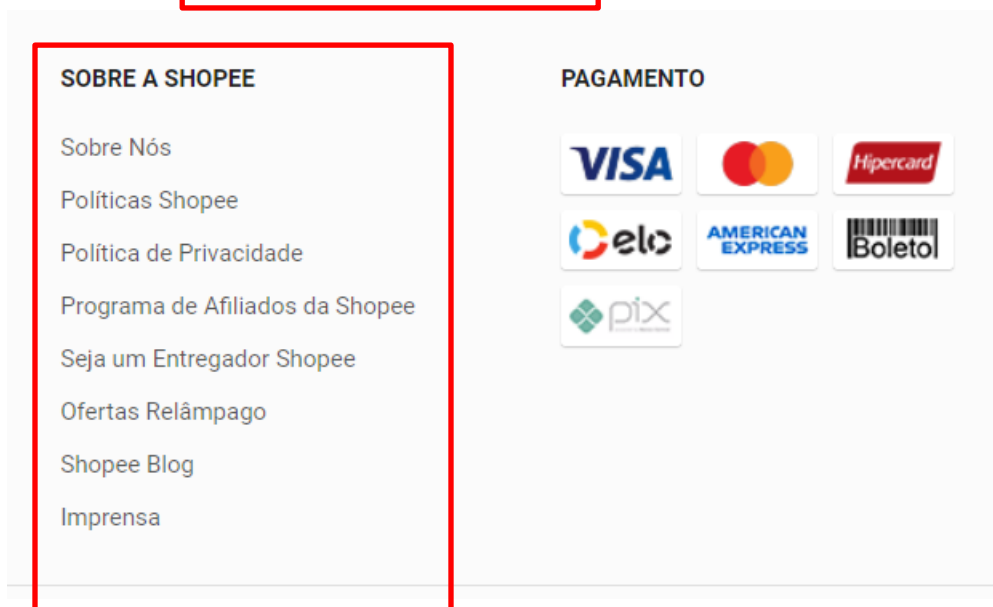 SOBRE A SHOPEE
Sobre Nós
Políticas Shopee
Política de Privacidade
Programa de Afiliados da Shopee
Seja um Entregador Shopee
Ofertas Relâmpago
Shopee Blog
Imprensa
PAGAMENTO
VISA
Hipercard
elo
AMERICAN
EXPRESS
Boleto
pix